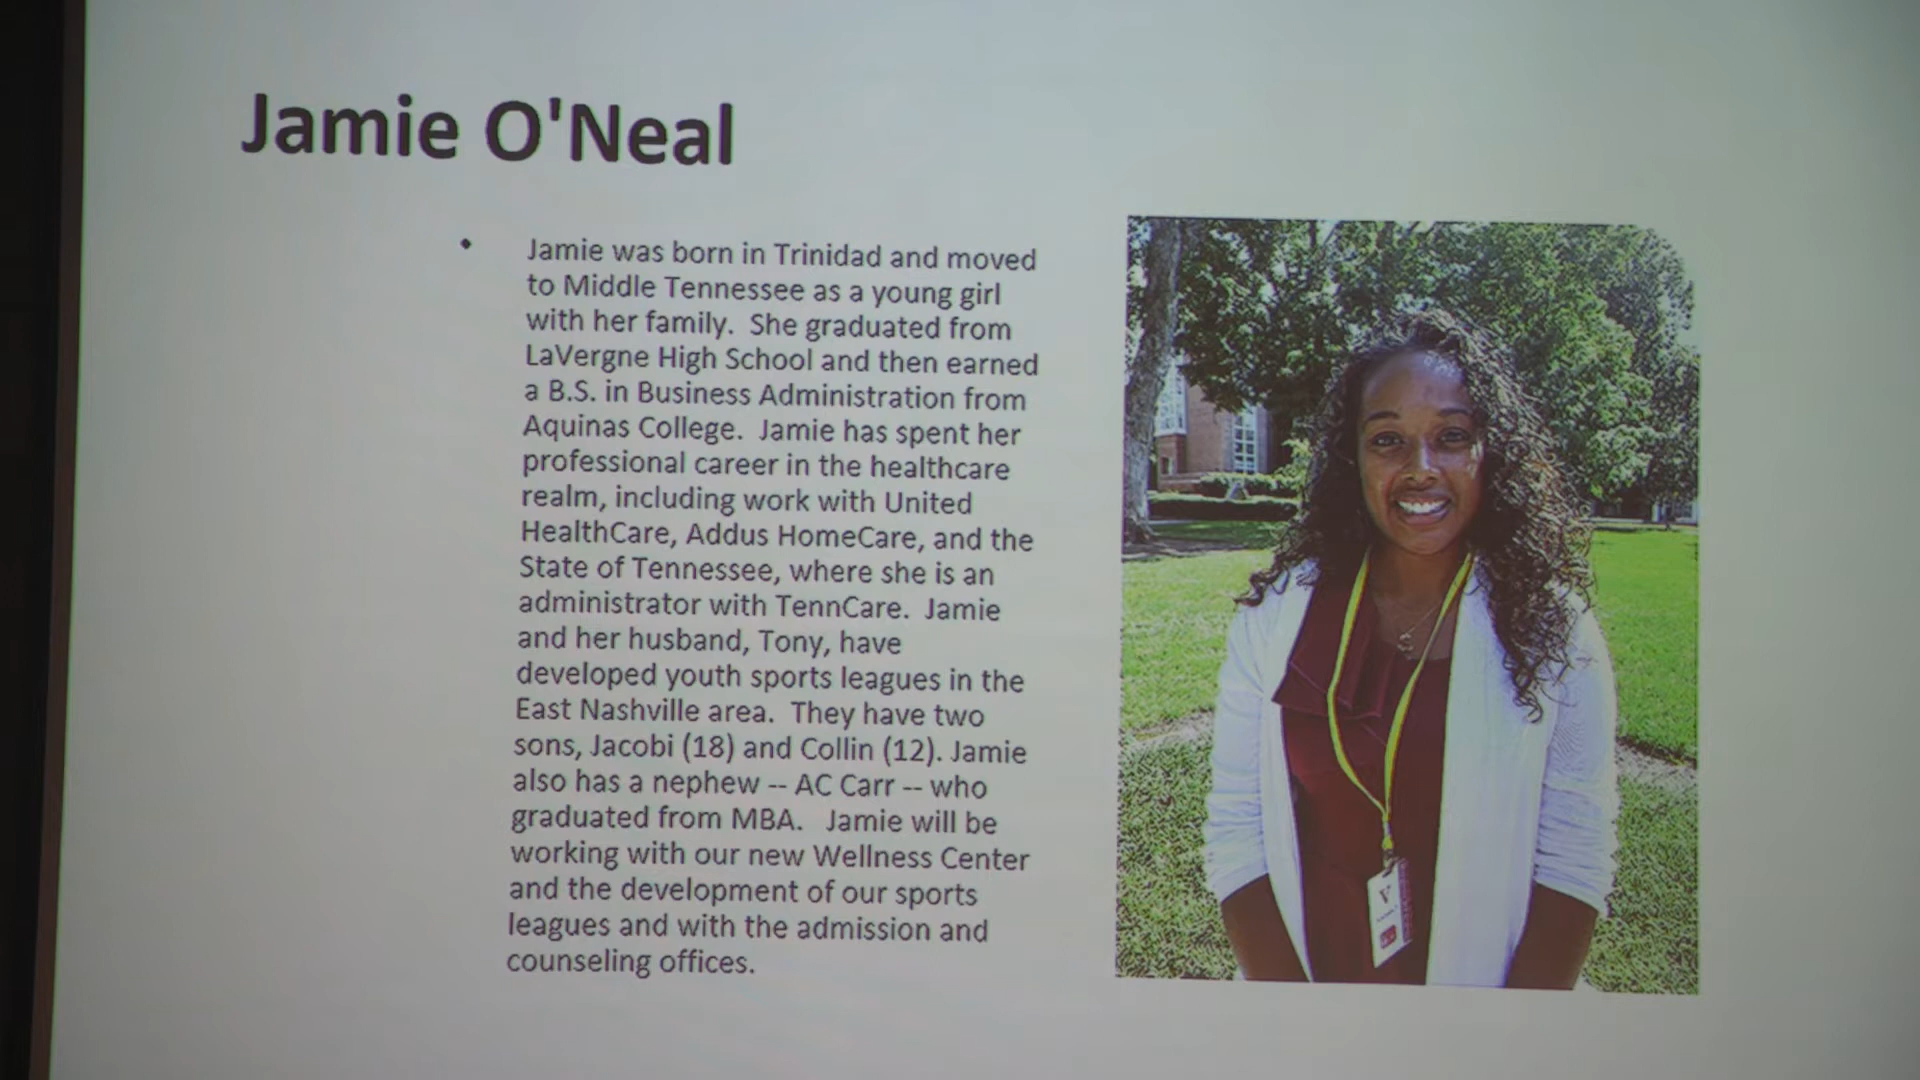 Jamie O'Neal
• Jamie was born in Trinidad and moved
to Middle Tennessee as a young girl
with her family.  She graduated from
LaVergne High School and then earned
a B.S. in Business Administration from
Aquinas College.  Jamie has spent her
professional career in the healthcare
realm, including work with United
HealthCare, Addus HomeCare, and the
State of Tennessee, where she is an
administrator with TennCare.  Jamie
and her husband, Tony, have
developed youth sports leagues in the
East Nashville area.  They have two
sons, Jacobi (18) and Collin (12). Jamie
also has a nephew -- AC Carr -- who
graduated from MBA.   Jamie will be
working with our new Wellness Center
and the development of our sports
leagues and with the admission and
counseling offices.
V